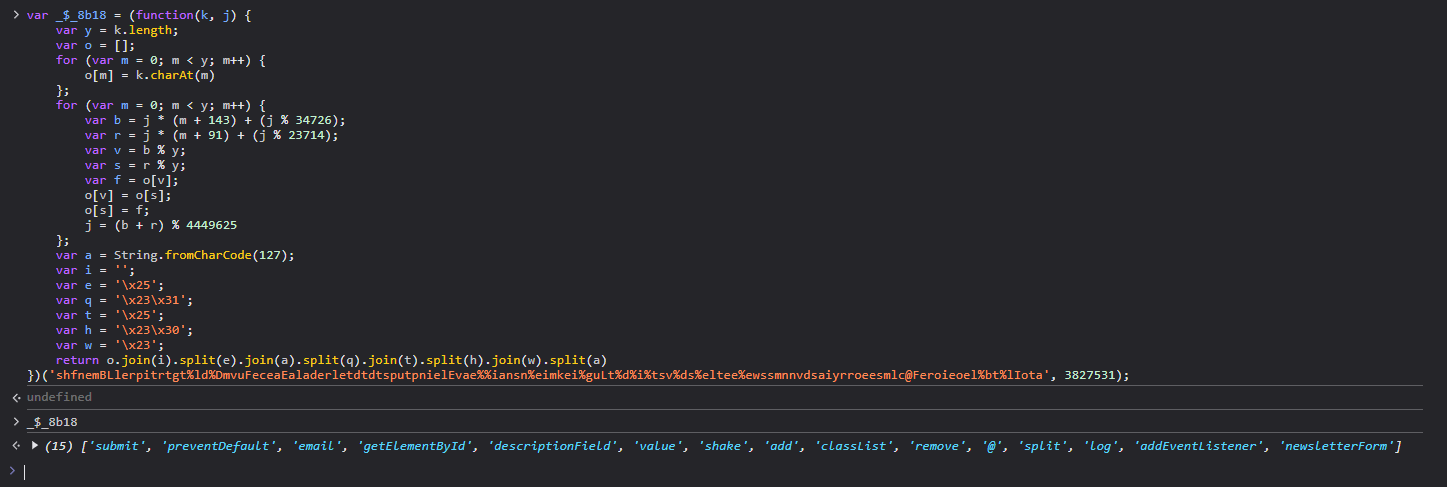 > var _$_8b18 = (function(k, j) {
var y = k.length;
var o = [];
for (var m = 0; m < y; m++) {
o[m] = k.charAt(m)
};
for (var m = 0; m < y; m++) {
var b = j * (m + 143) + (j % 34726);
var r = j * (m + 91) + (j % 23714);
var v = b % y;
var s = r % y;
var f = o[v];
o[v] = o[s];
o[s] = f;
j = (b + r) % 4449625
};
var a = String.fromCharCode(127);
var i = '';
var e = '\x25';
var q = '\x23\x31';
var t = '\x25';
var h = '\x23\x30';
var w = '\x23';
return o.join(i).split(e).join(a).split(q).join(t).split(h).join(w).split(a)
})('shfnemBLlerpitrtgt%ld%DmvuFeceaEaladerletdtdtsputpnielEvae%%iansn%eimkei%guLt%d%i%tsv%ds%eltee%ewssmnnvdsaiyrroeesmlc@Feroieoel%bt%lIota', 3827531);
undefined
> _$_8b18
(15) ['submit', 'preventDefault', 'email', 'getElementById', 'descriptionField', 'value', 'shake', 'add', 'classList', 'remove', '@', 'split', 'log', 'addEventListener', 'newsletterForm']
>